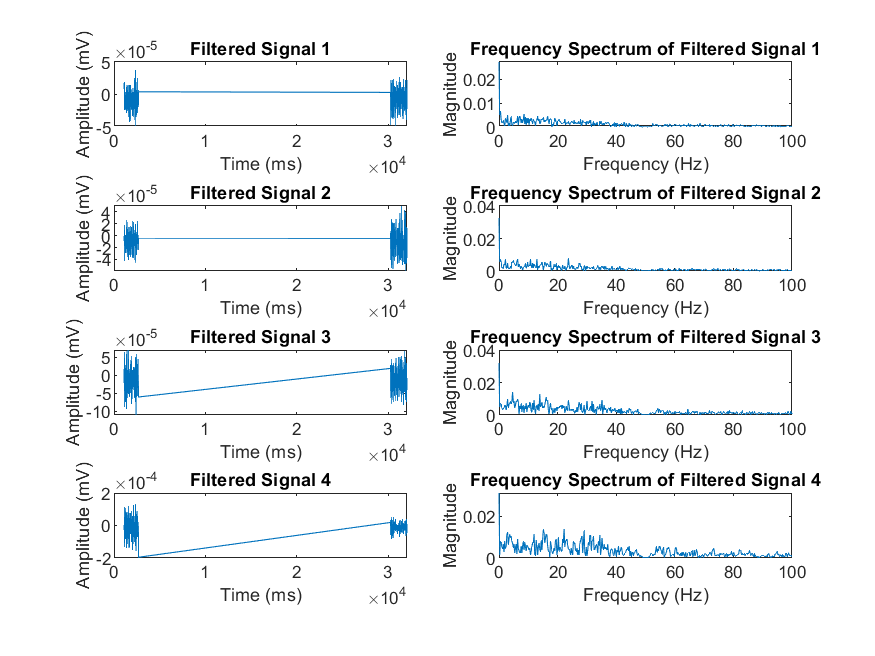 Filtered Signal 1
×10-5
Amplitude (mV)
5
0
-5
0 1 2 3
Time (ms)
×104
Frequency Spectrum of Filtered Signal 1
Magnitude
0.02
0.01
0
0 20 40 60 80 100
Frequency (Hz)
Filtered Signal 2
×10-5
Amplitude (mV)
4
2
0
-2
-4
0 1 2 3
Time (ms)
×104
Frequency Spectrum of Filtered Signal 2
Magnitude
0.04
0.02
0
0 20 40 60 80 100
Frequency (Hz)
Filtered Signal 3
×10-5
Amplitude (mV)
5
0
-5
-10
0 1 2 3
Time (ms)
×104
Frequency Spectrum of Filtered Signal 3
Magnitude
0.04
0.02
0
0 20 40 60 80 100
Frequency (Hz)
Filtered Signal 4
×10-4
Amplitude (mV)
2
0
-2
0 1 2 3
Time (ms)
×104
Frequency Spectrum of Filtered Signal 4
Magnitude
0.02
0
0 20 40 60 80 100
Frequency (Hz)